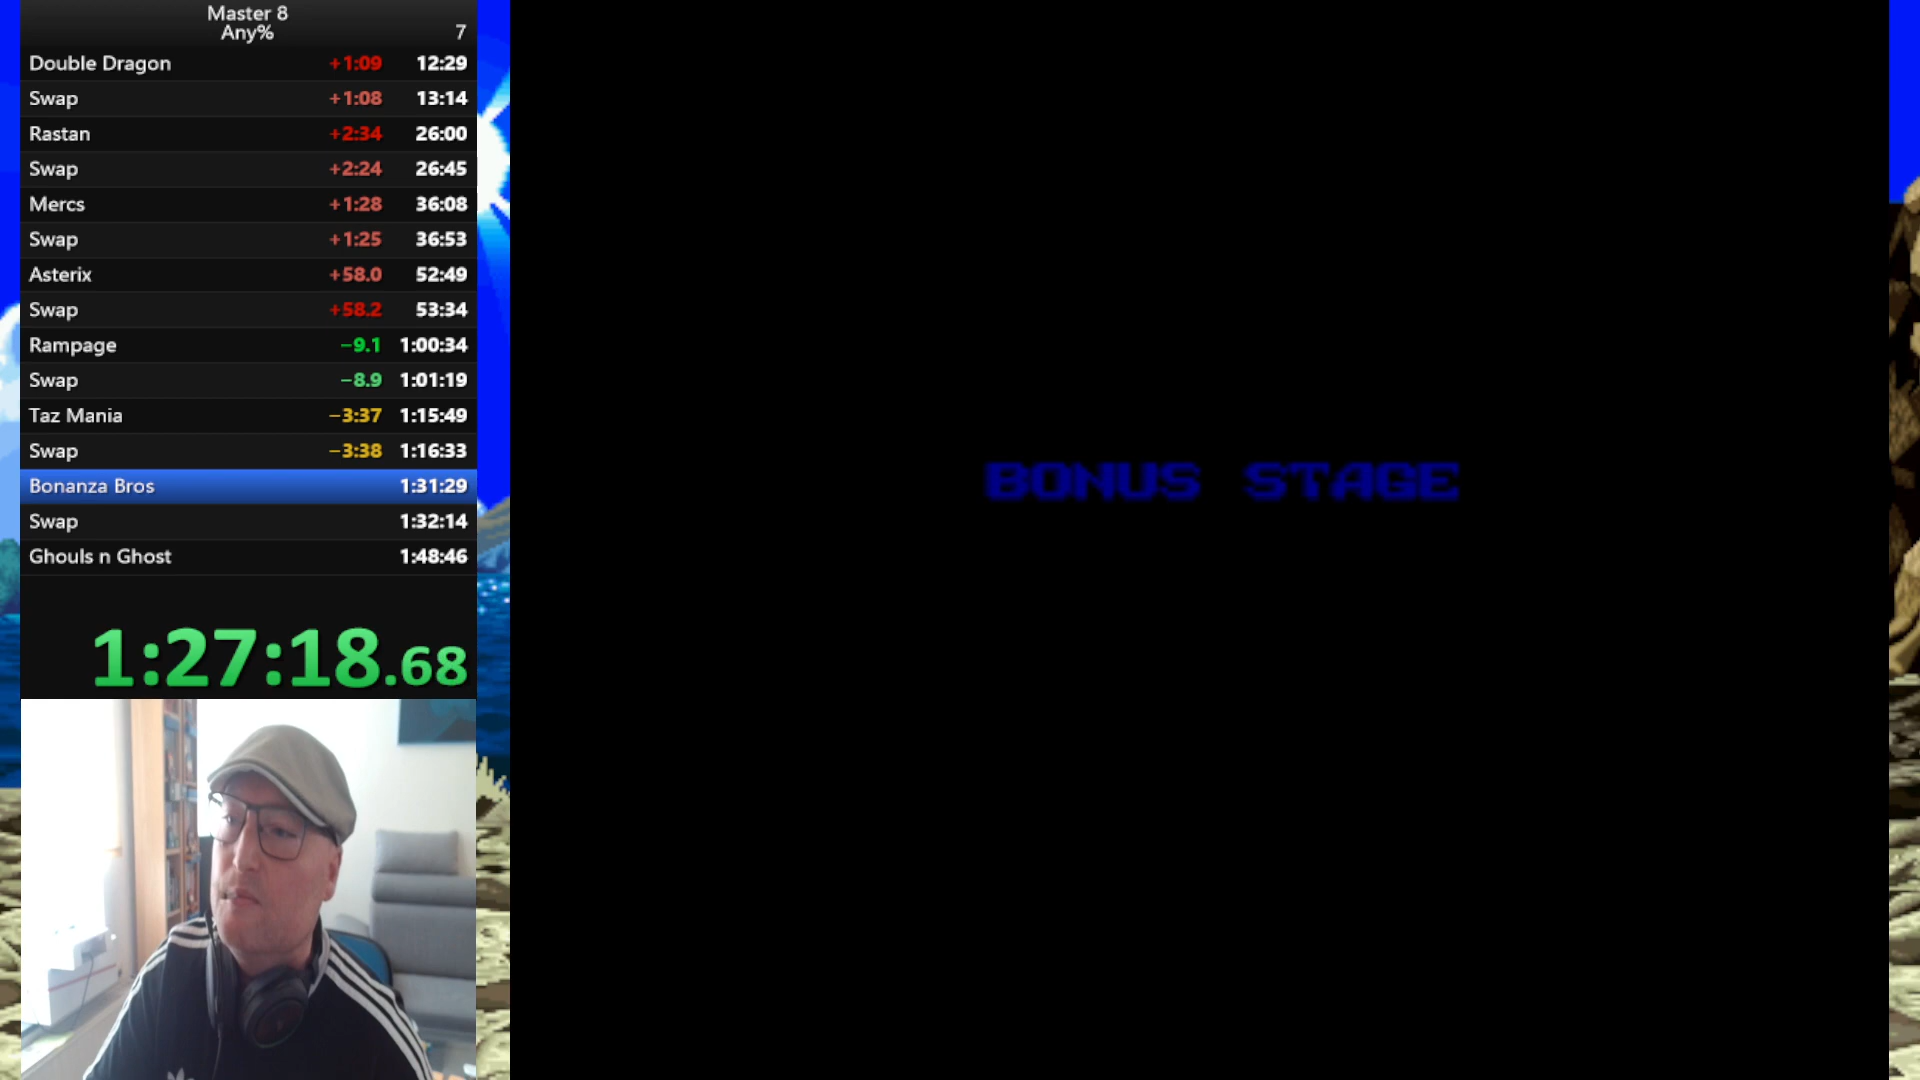 Master 8
Any% 7
Double Dragon +1:09 12:29
Swap +1:08 13:14
Rastan +2:34 26:00
Swap +2:24 26:45
Mercs +1:28 36:08
Swap +1:25 36:53
Asterix +58.0 52:49
Swap +58.2 53:34
Rampage −9.1 1:00:34
Swap −8.9 1:01:19
Taz Mania −3:37 1:15:49
Swap −3:38 1:16:33
Bonanza Bros 1:31:29
Swap 1:32:14
Ghouls n Ghost 1:48:46
1:27:18.68
BONUS STAGE